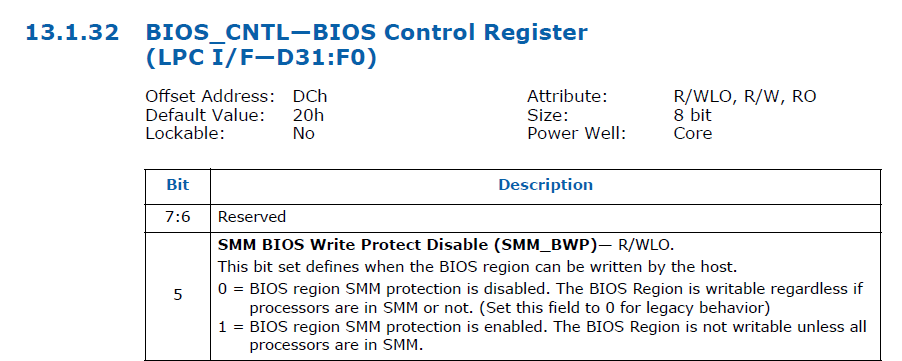 13.1.32 BIOS_CNTL—BIOS Control Register
(LPC I/F—D31:F0)
Offset Address: DCh Attribute: R/WLO, R/W, RO
Default Value: 20h Size: 8 bit
Lockable: No Power Well: Core
Bit Description
7:6 Reserved
SMM BIOS Write Protect Disable (SMM_BWP)— R/WLO.
This bit set defines when the BIOS region can be written by the host.
5
0 = BIOS region SMM protection is disabled. The BIOS Region is writable regardless if
processors are in SMM or not. (Set this field to 0 for legacy behavior)
1 = BIOS region SMM protection is enabled. The BIOS Region is not writable unless all
processors are in SMM.